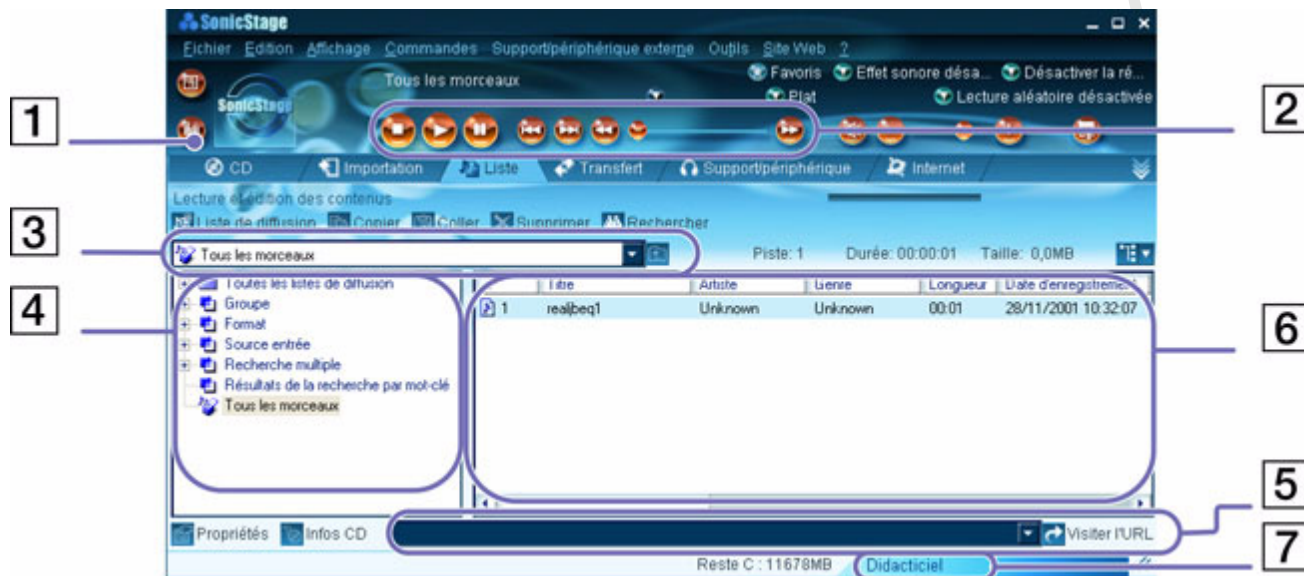 SonicStage
Fichier Edition Affichage Commandes Support/périphérique externe Outils Site Web ?
Tous les morceaux Favoris Effet sonore désa... Désactiver la ré...
SonicStage Plat Lecture aléatoire désactivée
1
2
CD Importation Liste Transfert Support/périphérique Internet
Lecture et édition des contenus
Liste de diffusion Copier Coller Supprimer Rechercher
3
Tous les morceaux Piste: 1 Durée: 00:00:01 Taille: 0,0MB
Toutes les listes de diffusion
Titre Artiste Genre Longueur Date d'enregistrement
4
Groupe
1 realjbeq1 Unknown Unknown 00:01 28/11/2001 10:32:07
Format
6
Source entrée
Recherche multiple
Résultats de la recherche par mot-clé
Tous les morceaux
5
Propriétés Infos CD Visiter l'URL
7
Reste C : 11678MB Didacticiel